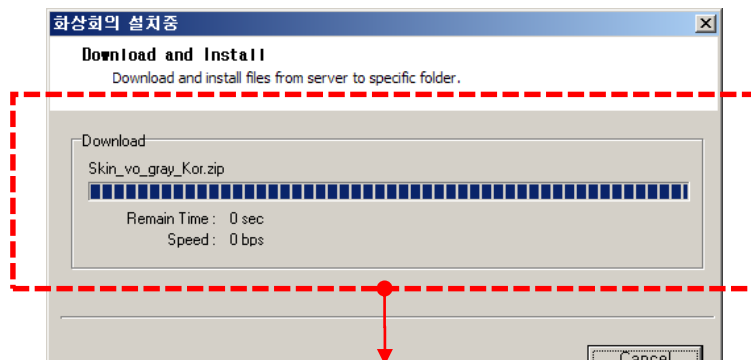 화상회의 설치중
Download and Install
Download and install files from server to specific folder.
Download
Skin_vo_gray_Kor.zip
Remain Time : 0 sec
Speed : 0 bps
Cancel